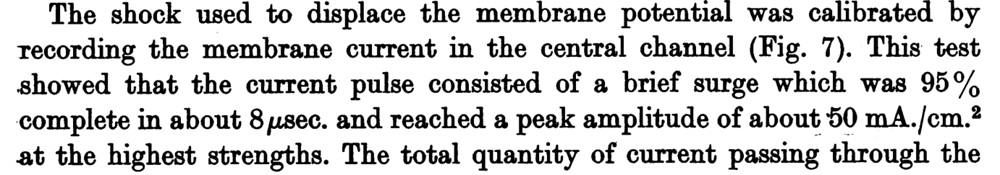 The shock used to displace the membrane potential was calibrated by
recording the membrane current in the central channel (Fig. 7). This test
showed that the current pulse consisted of a brief surge which was 95%
complete in about 8 μsec. and reached a peak amplitude of about 50 mA./cm.²
at the highest strengths. The total quantity of current passing through the